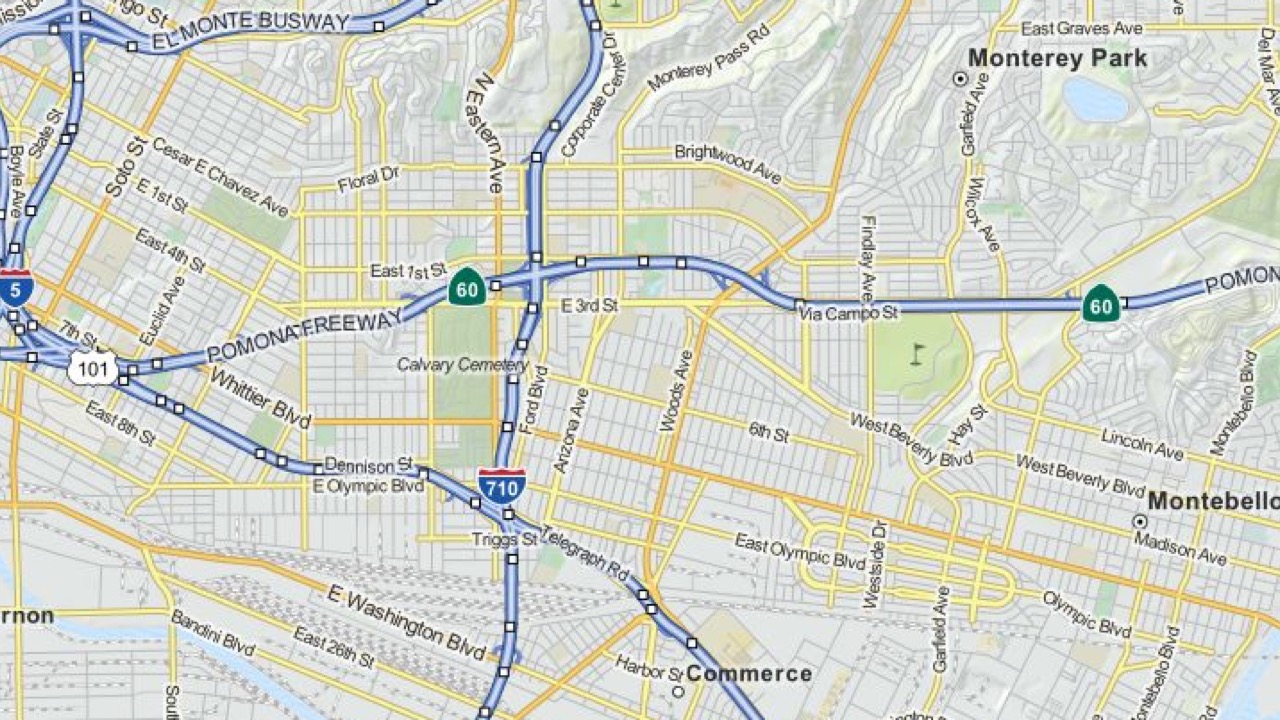 ission
go St
EL MONTE BUSWAY
East Graves Ave
Monterey Park
Del Mar Ave
Monterey Pass Rd
Corporate Center Dr
N Eastern Ave
Garfield Ave
State St
Boyle Ave
Soto St
Cesar E Chavez Ave
Brightwood Ave
Floral Dr
E 1st St
Wilcox Ave
Findlay Ave
East 4th St
East 1st St
60
5
POMON
60
E 3rd St
Via Campo St
Euclid Ave
7th St
POMONA FREEWAY
101
Calvary Cemetery
Whittier Blvd
Ford Blvd
Arizona Ave
Woods Ave
Montebello Blvd
East 8th St
6th St
West Beverly Blvd
Hay St
Lincoln Ave
Dennison St
E Olympic Blvd
710
West Beverly Blvd
Montebello
Triggs St
Telegraph Rd
East Olympic Blvd
Westside Dr
Madison Ave
E Washington Blvd
Garfield Ave
Olympic Blvd
rnon
Bandini Blvd
East 26th St
Harbor St
Commerce
ontebello Blvd
Sout
Rd